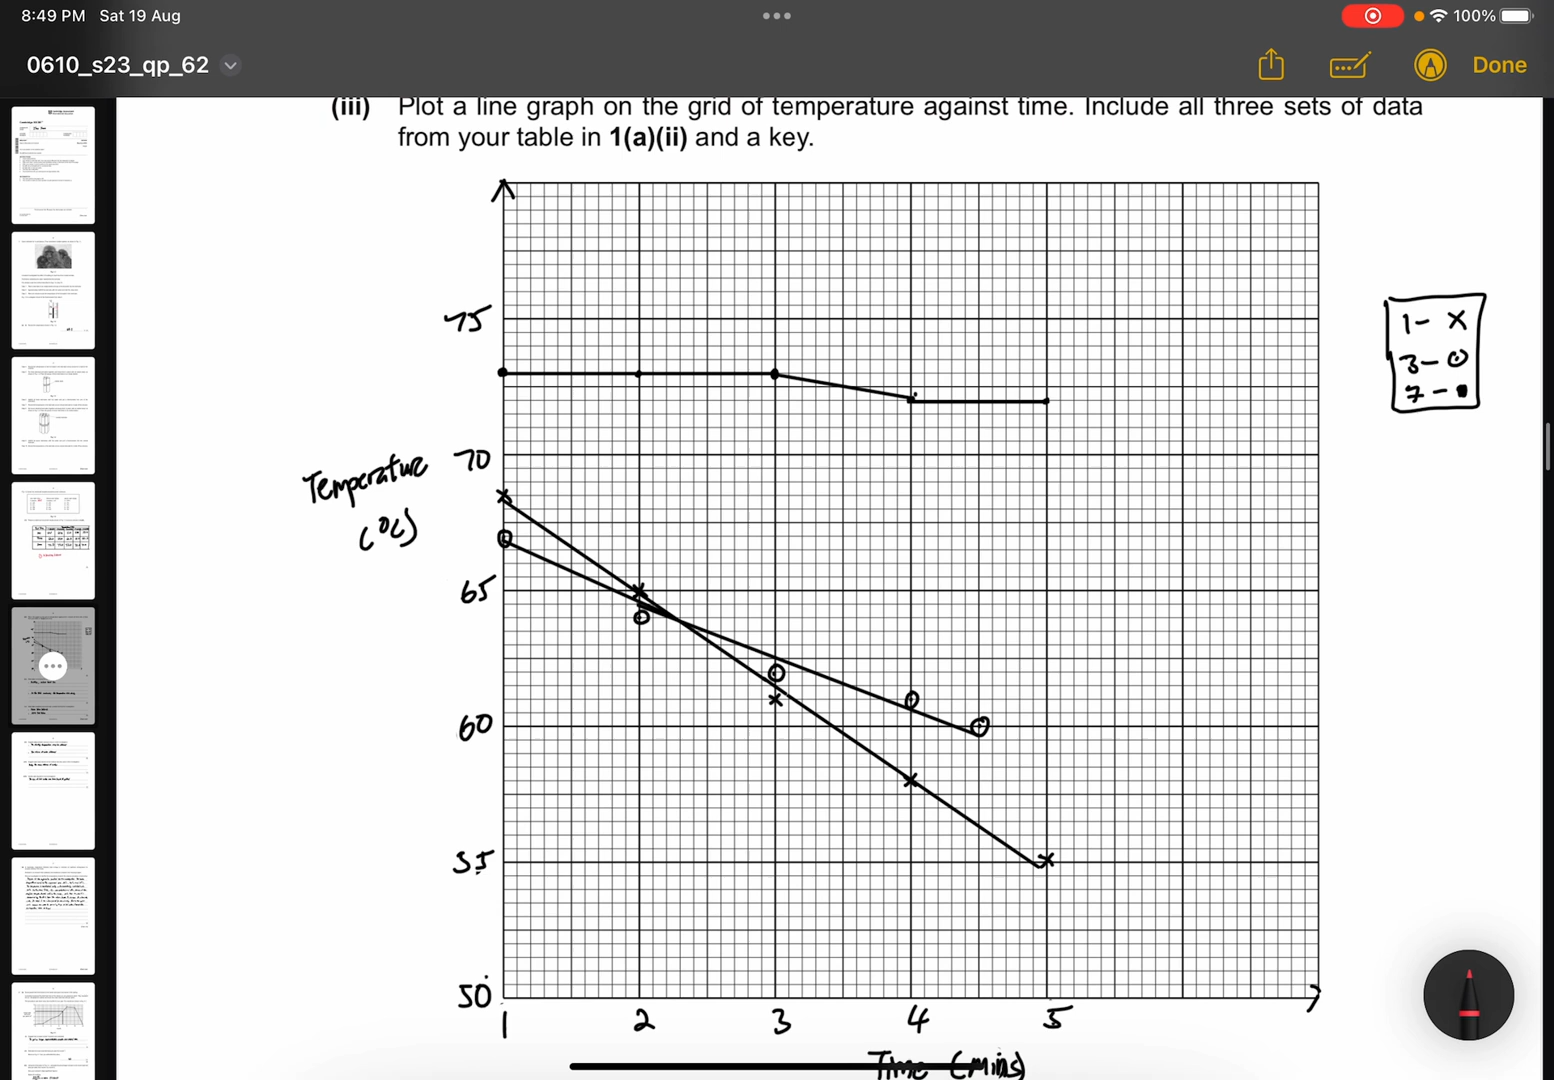 8:49 PM Sat 19 Aug
100%
0610_s23_qp_62
Done
(iii) Plot a line graph on the grid of temperature against time. Include all three sets of data
from your table in 1(a)(ii) and a key.
75
1- X
3- O
7-
Temperature
(°C)
70
65
60
55
50
1 2 3 4 5
Time (mins)